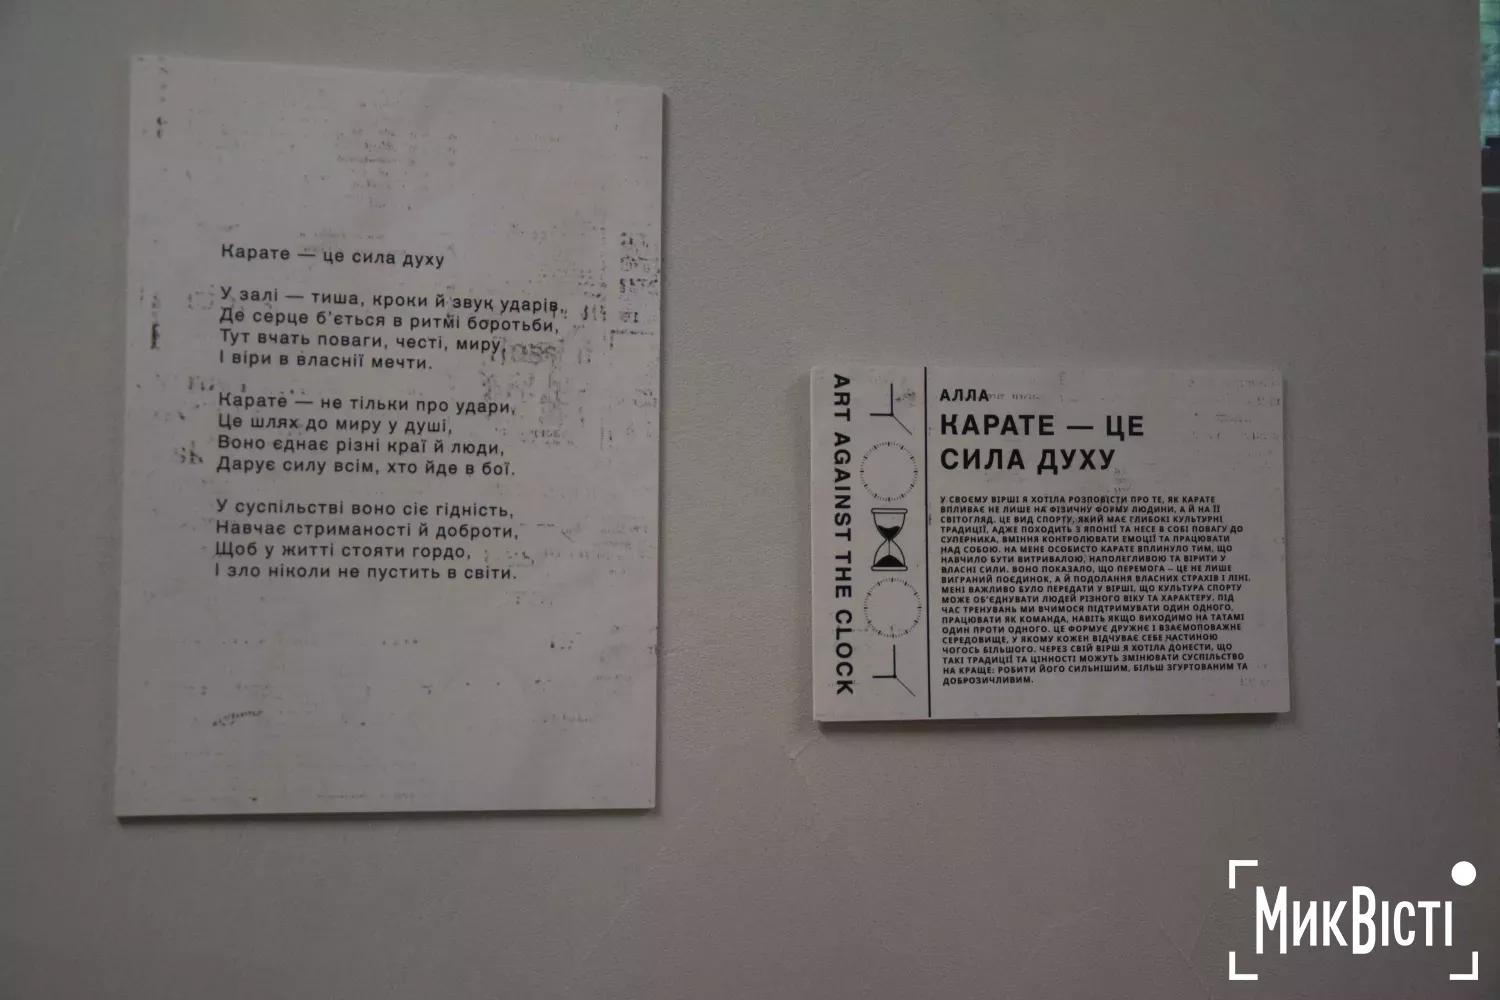 Карате — це сила духу
У залі — тиша, кроки й звук ударів,
Де серце б'ється в ритмі боротьби,
Тут вчать поваги, честі, миру,
І віри в власнії мечти.
Карате — не тільки про удари,
Це шлях до миру у душі,
Воно єднає різні краї й люди,
Дарує силу всім, хто йде в бої.
У суспільстві воно сіє гідність,
Навчає стриманості й доброти,
Щоб у житті стояти гордо,
І зло ніколи не пустить в світи.
ART AGAINST THE CLOCK
АЛЛА
КАРАТЕ — ЦЕ
СИЛА ДУХУ
У СВОЄМУ ВІРШІ Я ХОТІЛА РОЗПОВІСТИ ПРО ТЕ, ЯК КАРАТЕ
ВПЛИВАЄ НЕ ЛИШЕ НА ФІЗИЧНУ ФОРМУ ЛЮДИНИ, А Й НА ЇЇ
СВІТОГЛЯД. ЦЕ ВИД СПОРТУ, ЯКИЙ МАЄ ГЛИБОКІ КУЛЬТУРНІ
ТРАДИЦІЇ, АДЖЕ ПОХОДИТЬ З ЯПОНІЇ ТА НЕСЕ В СОБІ ПОВАГУ ДО
СУПЕРНИКА, ВМІННЯ КОНТРОЛЮВАТИ ЕМОЦІЇ ТА ПРАЦЮВАТИ
НАД СОБОЮ. НА МЕНЕ ОСОБИСТО КАРАТЕ ВПЛИНУЛО ТИМ, ЩО
НАВЧИЛО БУТИ ВИТРИВАЛОЮ, НАПОЛЕГЛИВОЮ ТА ВІРИТИ У
ВЛАСНІ СИЛИ. ВОНО ПОКАЗАЛО, ЩО ПЕРЕМОГА – ЦЕ НЕ ЛИШЕ
ВИГРАНИЙ ПОЄДИНОК, А Й ПОДОЛАННЯ ВЛАСНИХ СТРАХІВ І ЛІНІ.
МЕНІ ВАЖЛИВО БУЛО ПЕРЕДАТИ У ВІРШІ, ЩО КУЛЬТУРА СПОРТУ
МОЖЕ ОБ'ЄДНУВАТИ ЛЮДЕЙ РІЗНОГО ВІКУ ТА ХАРАКТЕРУ. ПІД
ЧАС ТРЕНУВАНЬ МИ ВЧИМОСЯ ПІДТРИМУВАТИ ОДИН ОДНОГО,
ПРАЦЮВАТИ ЯК КОМАНДА, НАВІТЬ ЯКЩО ВИХОДИМО НА ТАТАМІ
ОДИН ПРОТИ ОДНОГО. ЦЕ ФОРМУЄ ДРУЖНЄ І ВЗАЄМОПОВАЖНЕ
СЕРЕДОВИЩЕ, У ЯКОМУ КОЖЕН ВІДЧУВАЄ СЕБЕ ЧАСТИНОЮ
ЧОГОСЬ БІЛЬШОГО. ЧЕРЕЗ СВІЙ ВІРШ Я ХОТІЛА ДОНЕСТИ, ЩО
ТАКІ ТРАДИЦІЇ ТА ЦІННОСТІ МОЖУТЬ ЗМІНЮВАТИ СУСПІЛЬСТВО
НА КРАЩЕ: РОБИТИ ЙОГО СИЛЬНІШИМ, БІЛЬШ ЗГУРТОВАНИМ ТА
ДОБРОЗИЧЛИВИМ.
МИКВІСТІ